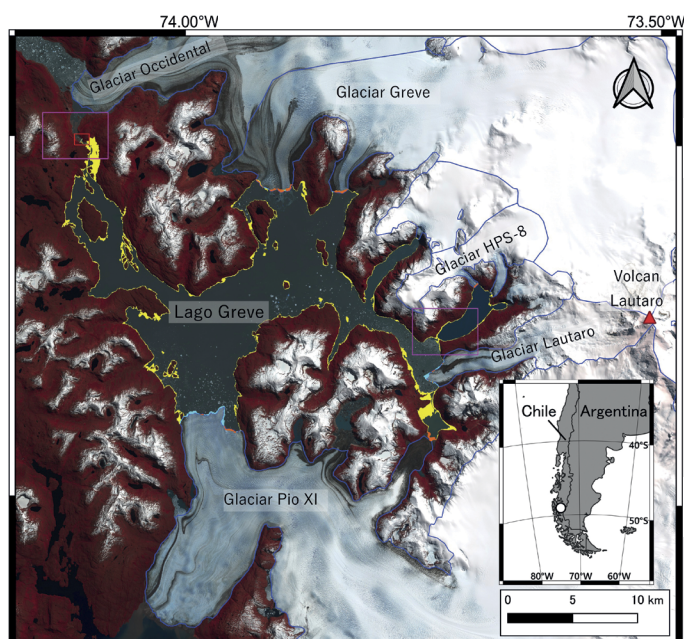 74.00°W
73.50°W
Glaciar Occidental
Glaciar Greve
Glaciar HPS-8
Volcan
Lautaro
Lago Greve
Glaciar Lautaro
Chile
Argentina
40°S
Glaciar Pio XI
50°S
80°W
70°W
60°W
0
5
10 km